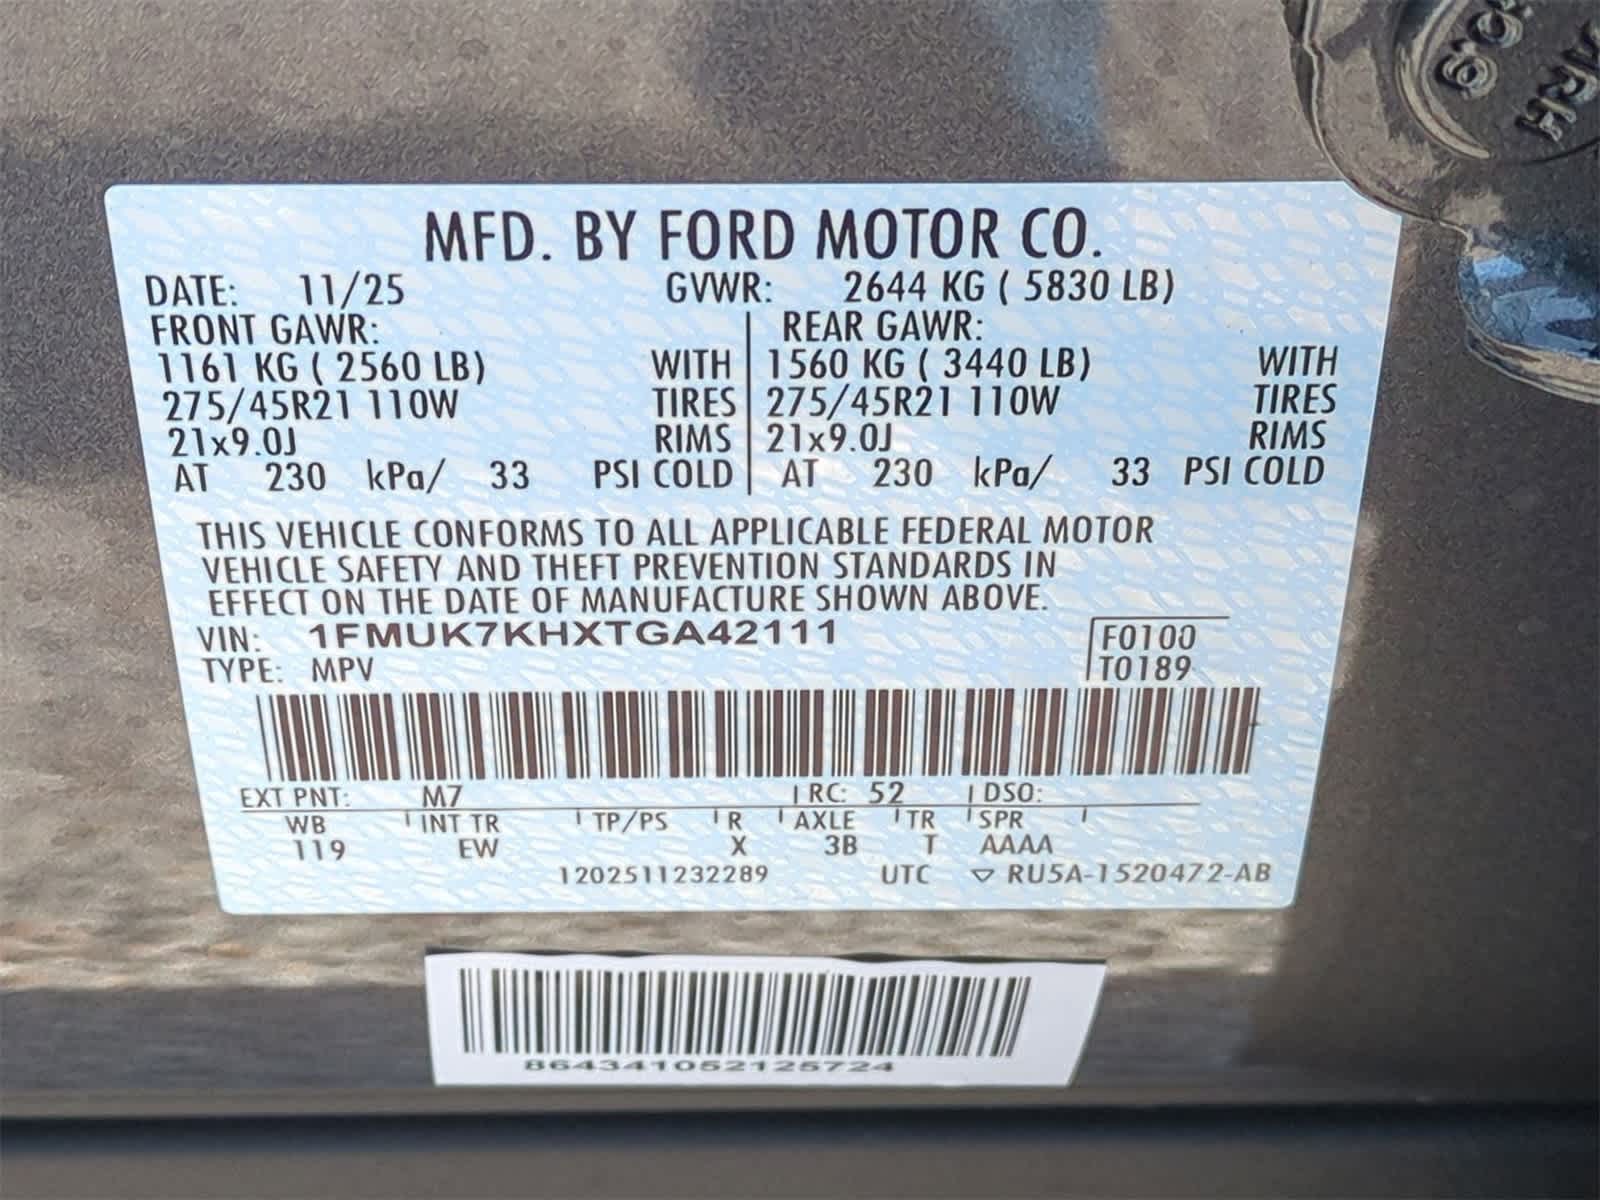 MFD. BY FORD MOTOR CO.
DATE: 11/25 GVWR: 2644 KG ( 5830 LB)
FRONT GAWR: REAR GAWR:
1161 KG ( 2560 LB) WITH 1560 KG ( 3440 LB) WITH
275/45R21 110W TIRES 275/45R21 110W TIRES
21x9.0J RIMS 21x9.0J RIMS
AT 230 kPa/ 33 PSI COLD AT 230 kPa/ 33 PSI COLD
THIS VEHICLE CONFORMS TO ALL APPLICABLE FEDERAL MOTOR
VEHICLE SAFETY AND THEFT PREVENTION STANDARDS IN
EFFECT ON THE DATE OF MANUFACTURE SHOWN ABOVE.
VIN: 1FMUK7KHXTGA42111 F0100
TYPE: MPV T0189
EXT PNT: M7 RC: 52 DSO:
WB INT TR TP/PS R AXLE TR SPR
119 EW X 3B T AAAA
1202511232289 UTC ▽ RU5A-1520472-AB
864341052125724